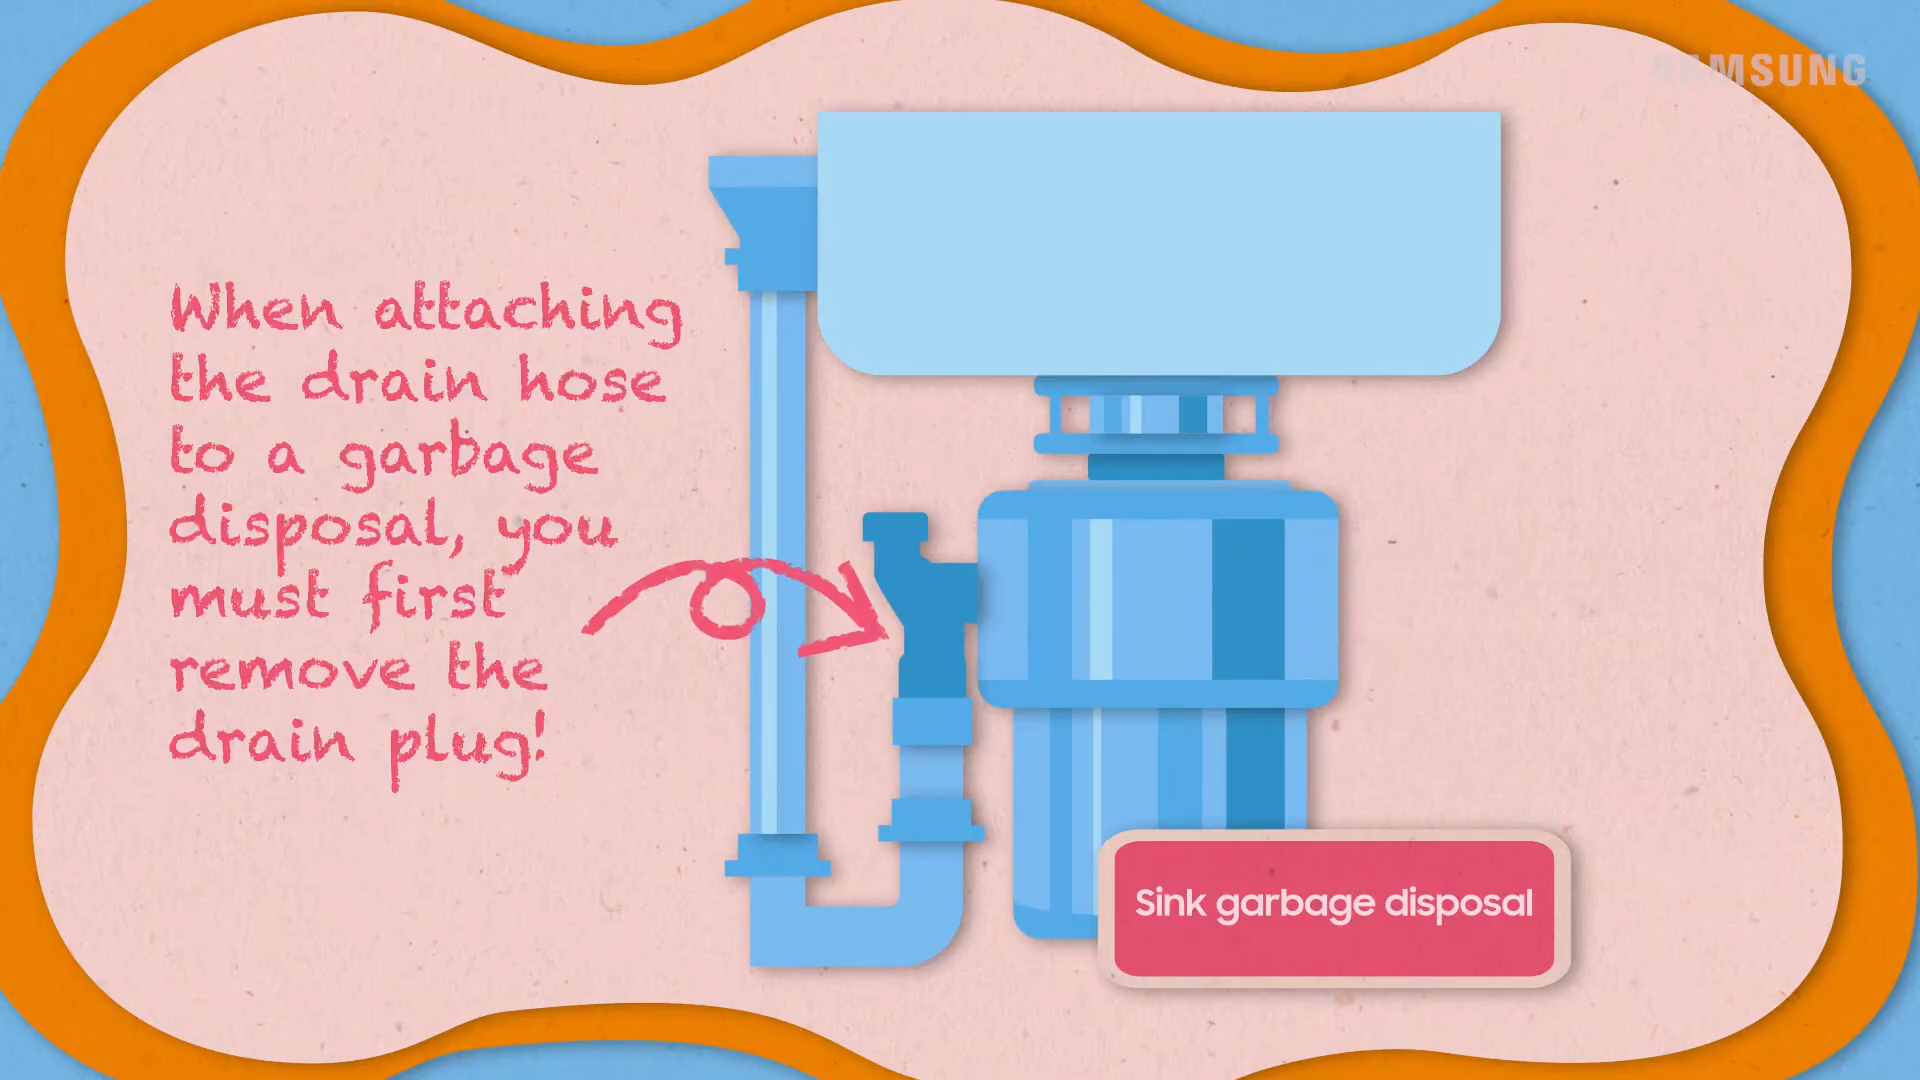 SAMSUNG
When attaching
the drain hose
to a garbage
disposal, you
must first
remove the
drain plug!
Sink garbage disposal